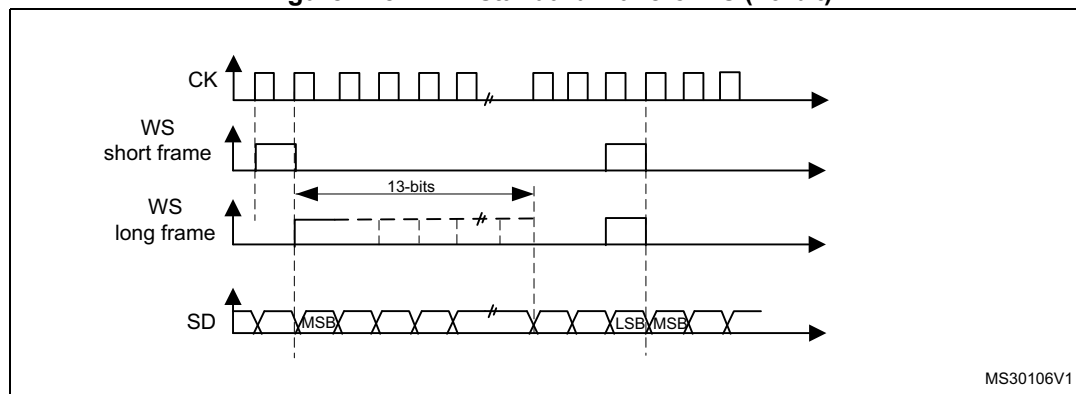 CK
WS
short frame
13-bits
WS
long frame
SD
MSB
LSB
MSB
MS30106V1